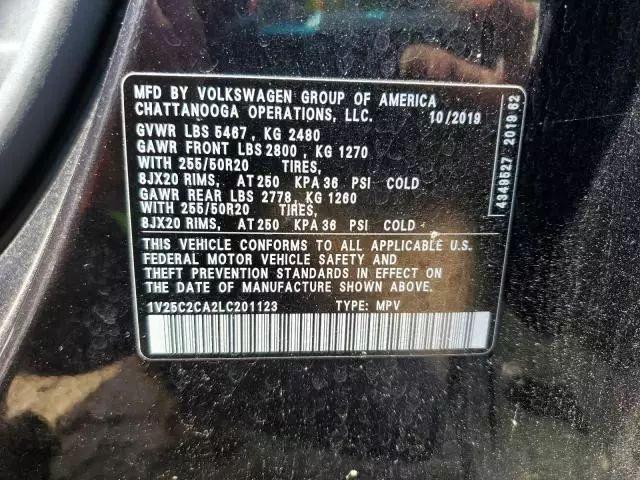 MFD BY VOLKSWAGEN GROUP OF AMERICA
CHATTANOOGA OPERATIONS, LLC. 10/2019
GVWR LBS 5467 , KG 2480
GAWR FRONT LBS 2800 , KG 1270
WITH 255/50R20 TIRES,
8JX20 RIMS, AT 250 KPA 36 PSI COLD
GAWR REAR LBS 2778, KG 1260
WITH 255/50R20 TIRES,
8JX20 RIMS, AT 250 KPA 36 PSI COLD
THIS VEHICLE CONFORMS TO ALL APPLICABLE U.S.
FEDERAL MOTOR VEHICLE SAFETY AND
THEFT PREVENTION STANDARDS IN EFFECT ON
THE DATE OF MANUFACTURE SHOWN ABOVE.
1V25C2CA2LC201123 TYPE: MPV
4349527 2019 62